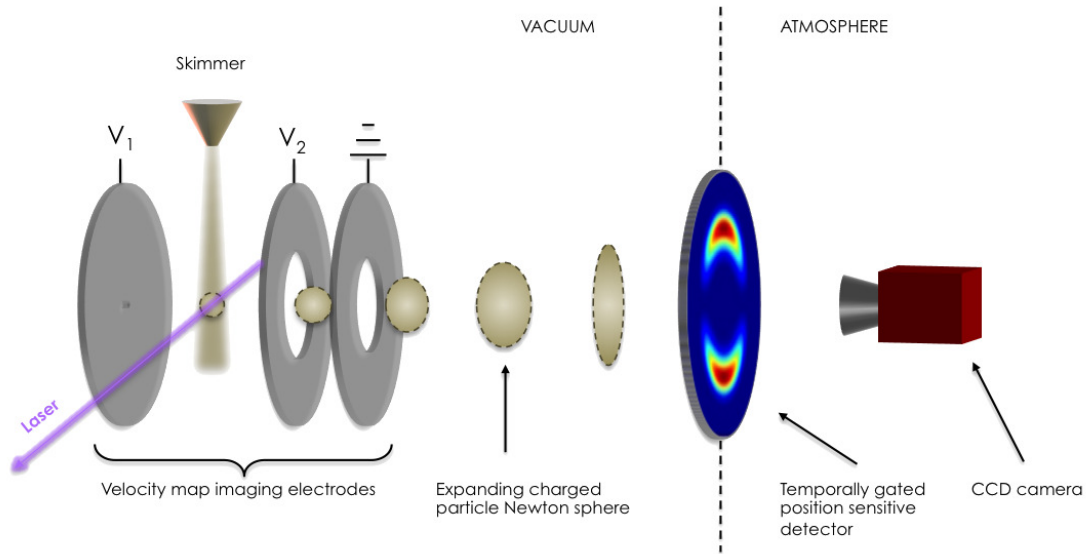 VACUUM
ATMOSPHERE
Skimmer
V1
V2
Laser
Velocity map imaging electrodes
Expanding charged
particle Newton sphere
Temporally gated
position sensitive
detector
CCD camera